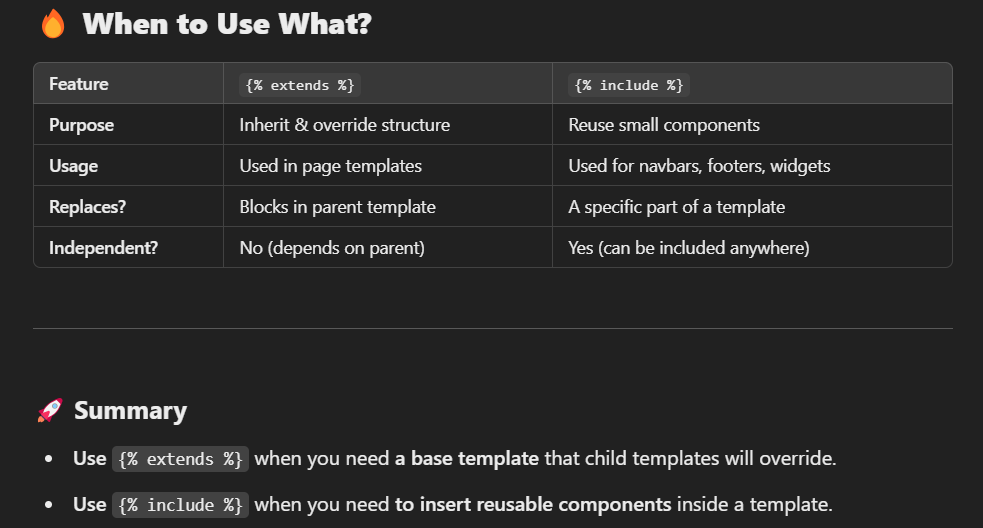 🔥 When to Use What?
Feature {% extends %} {% include %}
Purpose Inherit & override structure Reuse small components
Usage Used in page templates Used for navbars, footers, widgets
Replaces? Blocks in parent template A specific part of a template
Independent? No (depends on parent) Yes (can be included anywhere)
🚀 Summary
• Use {% extends %} when you need a base template that child templates will override.
• Use {% include %} when you need to insert reusable components inside a template.